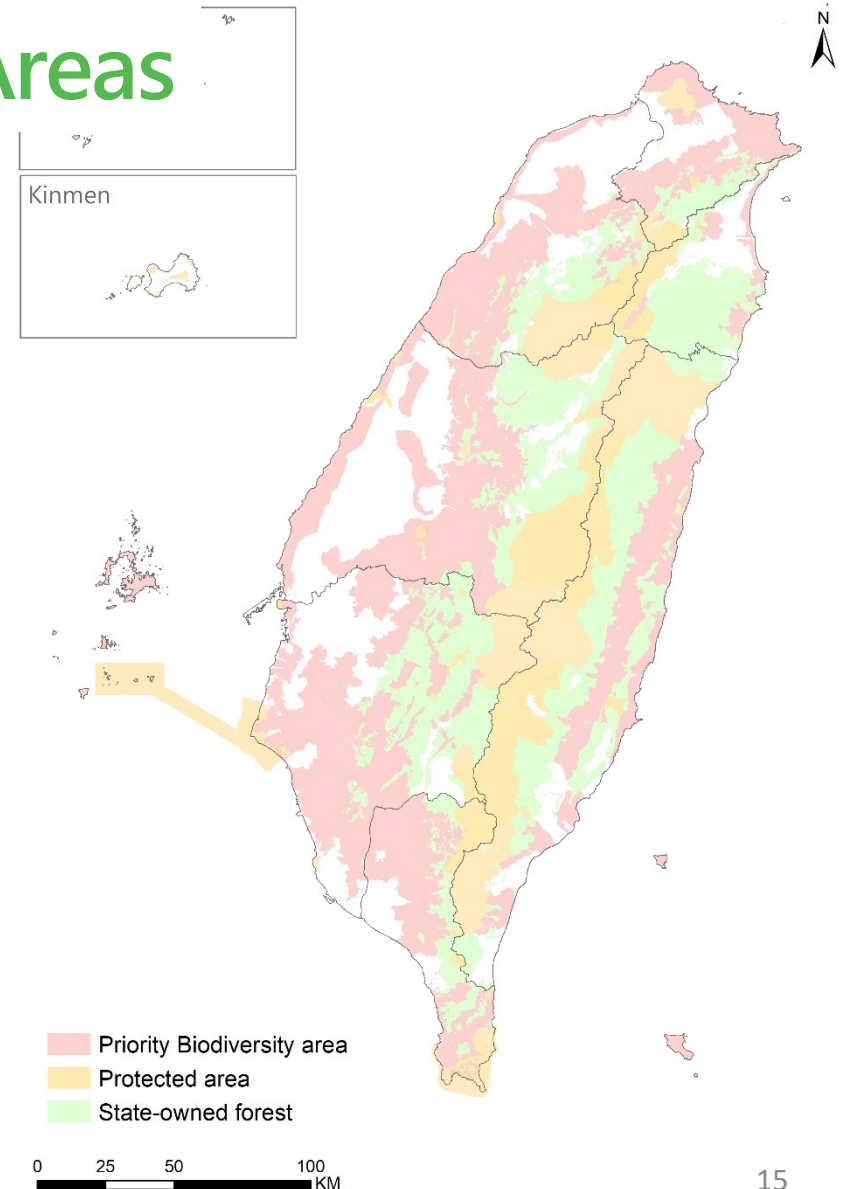 Areas
N
Kinmen
Priority Biodiversity area
Protected area
State-owned forest
0 25 50 100
KM
15